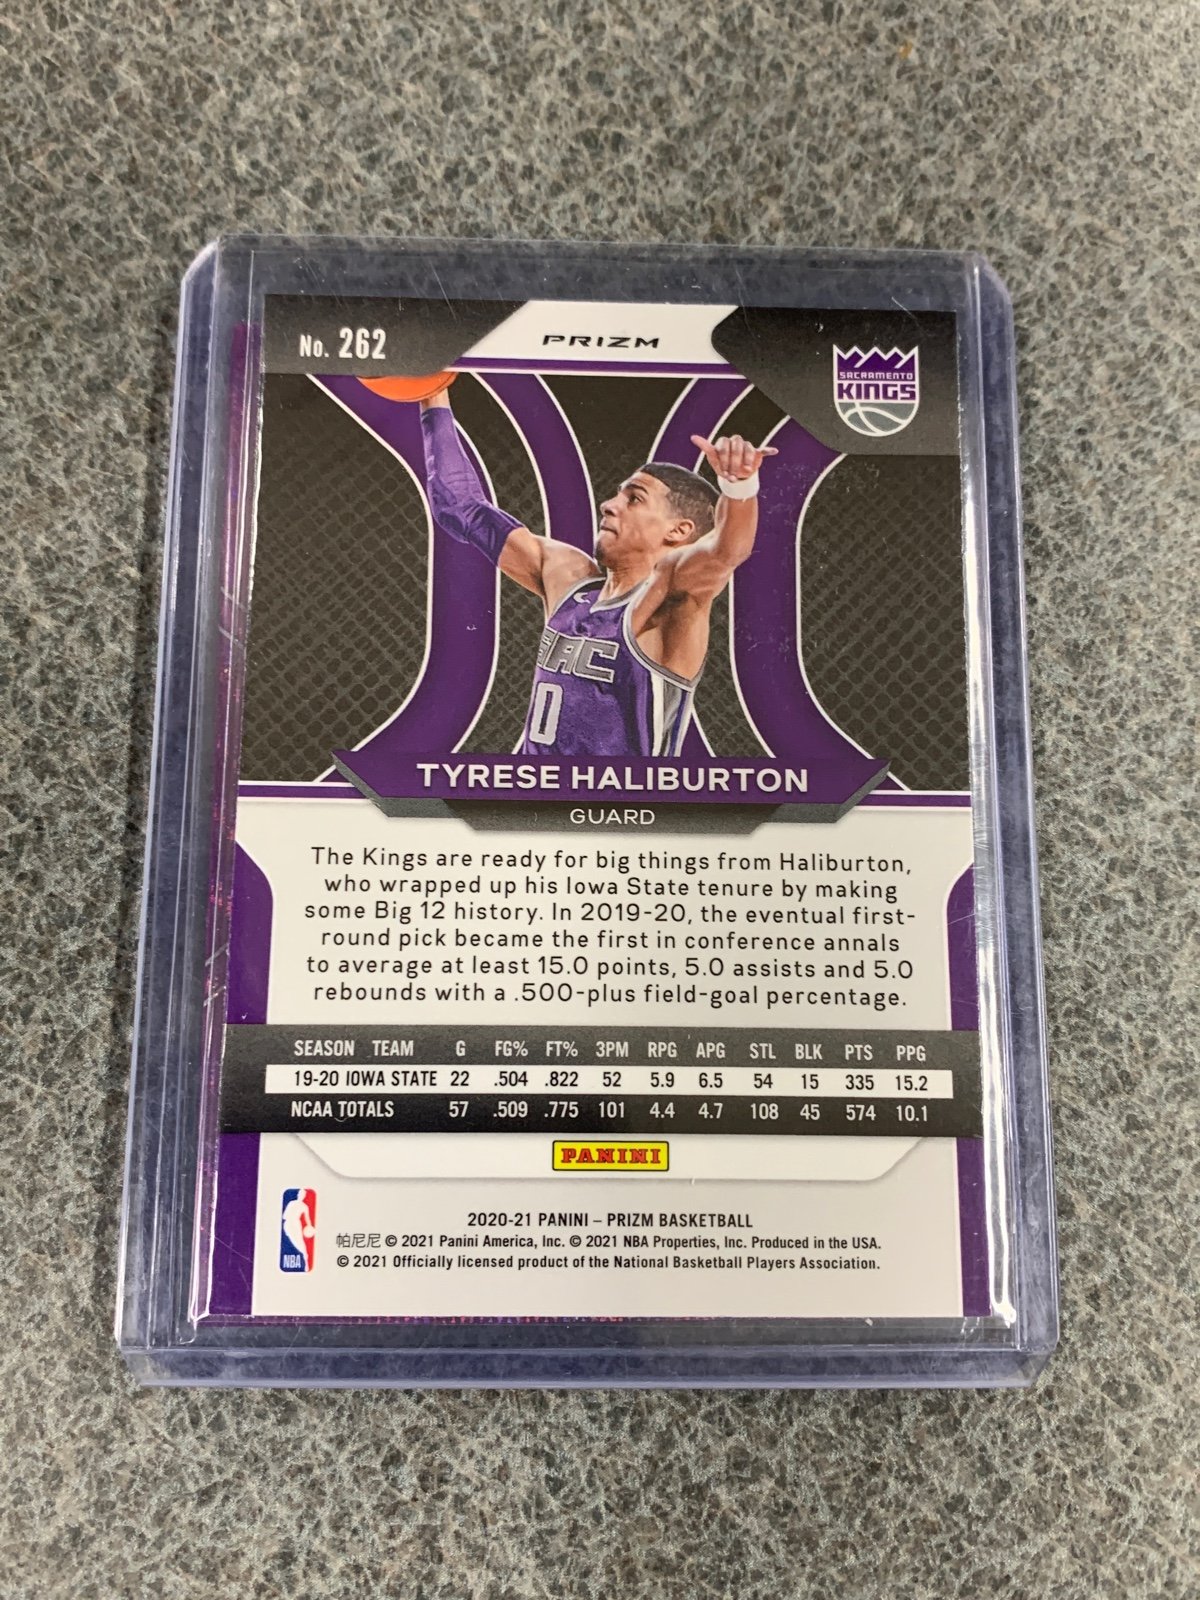 No. 262
PRIZM
SACRAMENTO
KINGS
SAC
0
TYRESE HALIBURTON
GUARD
The Kings are ready for big things from Haliburton,
who wrapped up his Iowa State tenure by making
some Big 12 history. In 2019-20, the eventual first-
round pick became the first in conference annals
to average at least 15.0 points, 5.0 assists and 5.0
rebounds with a .500-plus field-goal percentage.
SEASON TEAM G FG% FT% 3PM RPG APG STL BLK PTS PPG
19-20 IOWA STATE 22 .504 .822 52 5.9 6.5 54 15 335 15.2
NCAA TOTALS 57 .509 .775 101 4.4 4.7 108 45 574 10.1
PANINI
NBA
2020-21 PANINI – PRIZM BASKETBALL
帕尼尼 © 2021 Panini America, Inc. © 2021 NBA Properties, Inc. Produced in the USA.
© 2021 Officially licensed product of the National Basketball Players Association.